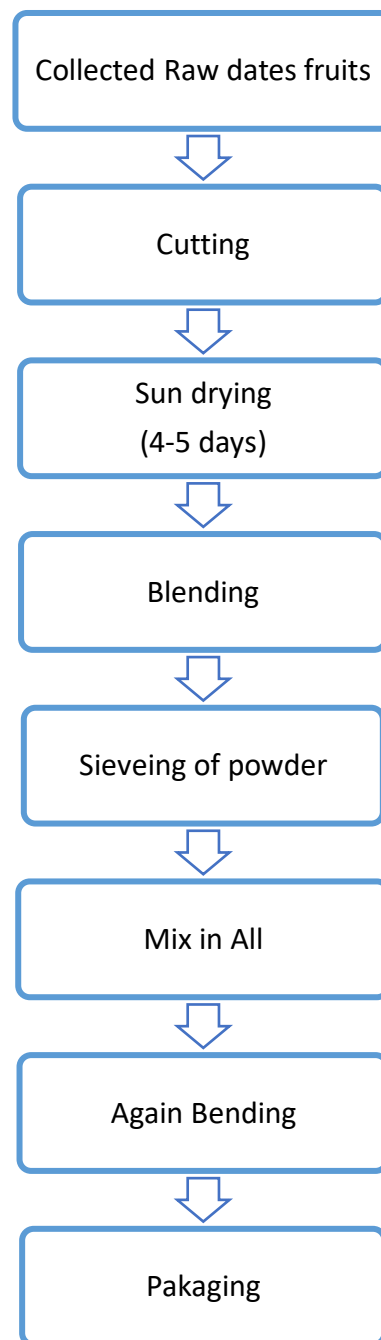 Collected Raw dates fruits
Cutting
Sun drying
(4-5 days)
Blending
Sieveing of powder
Mix in All
Again Bending
Pakaging